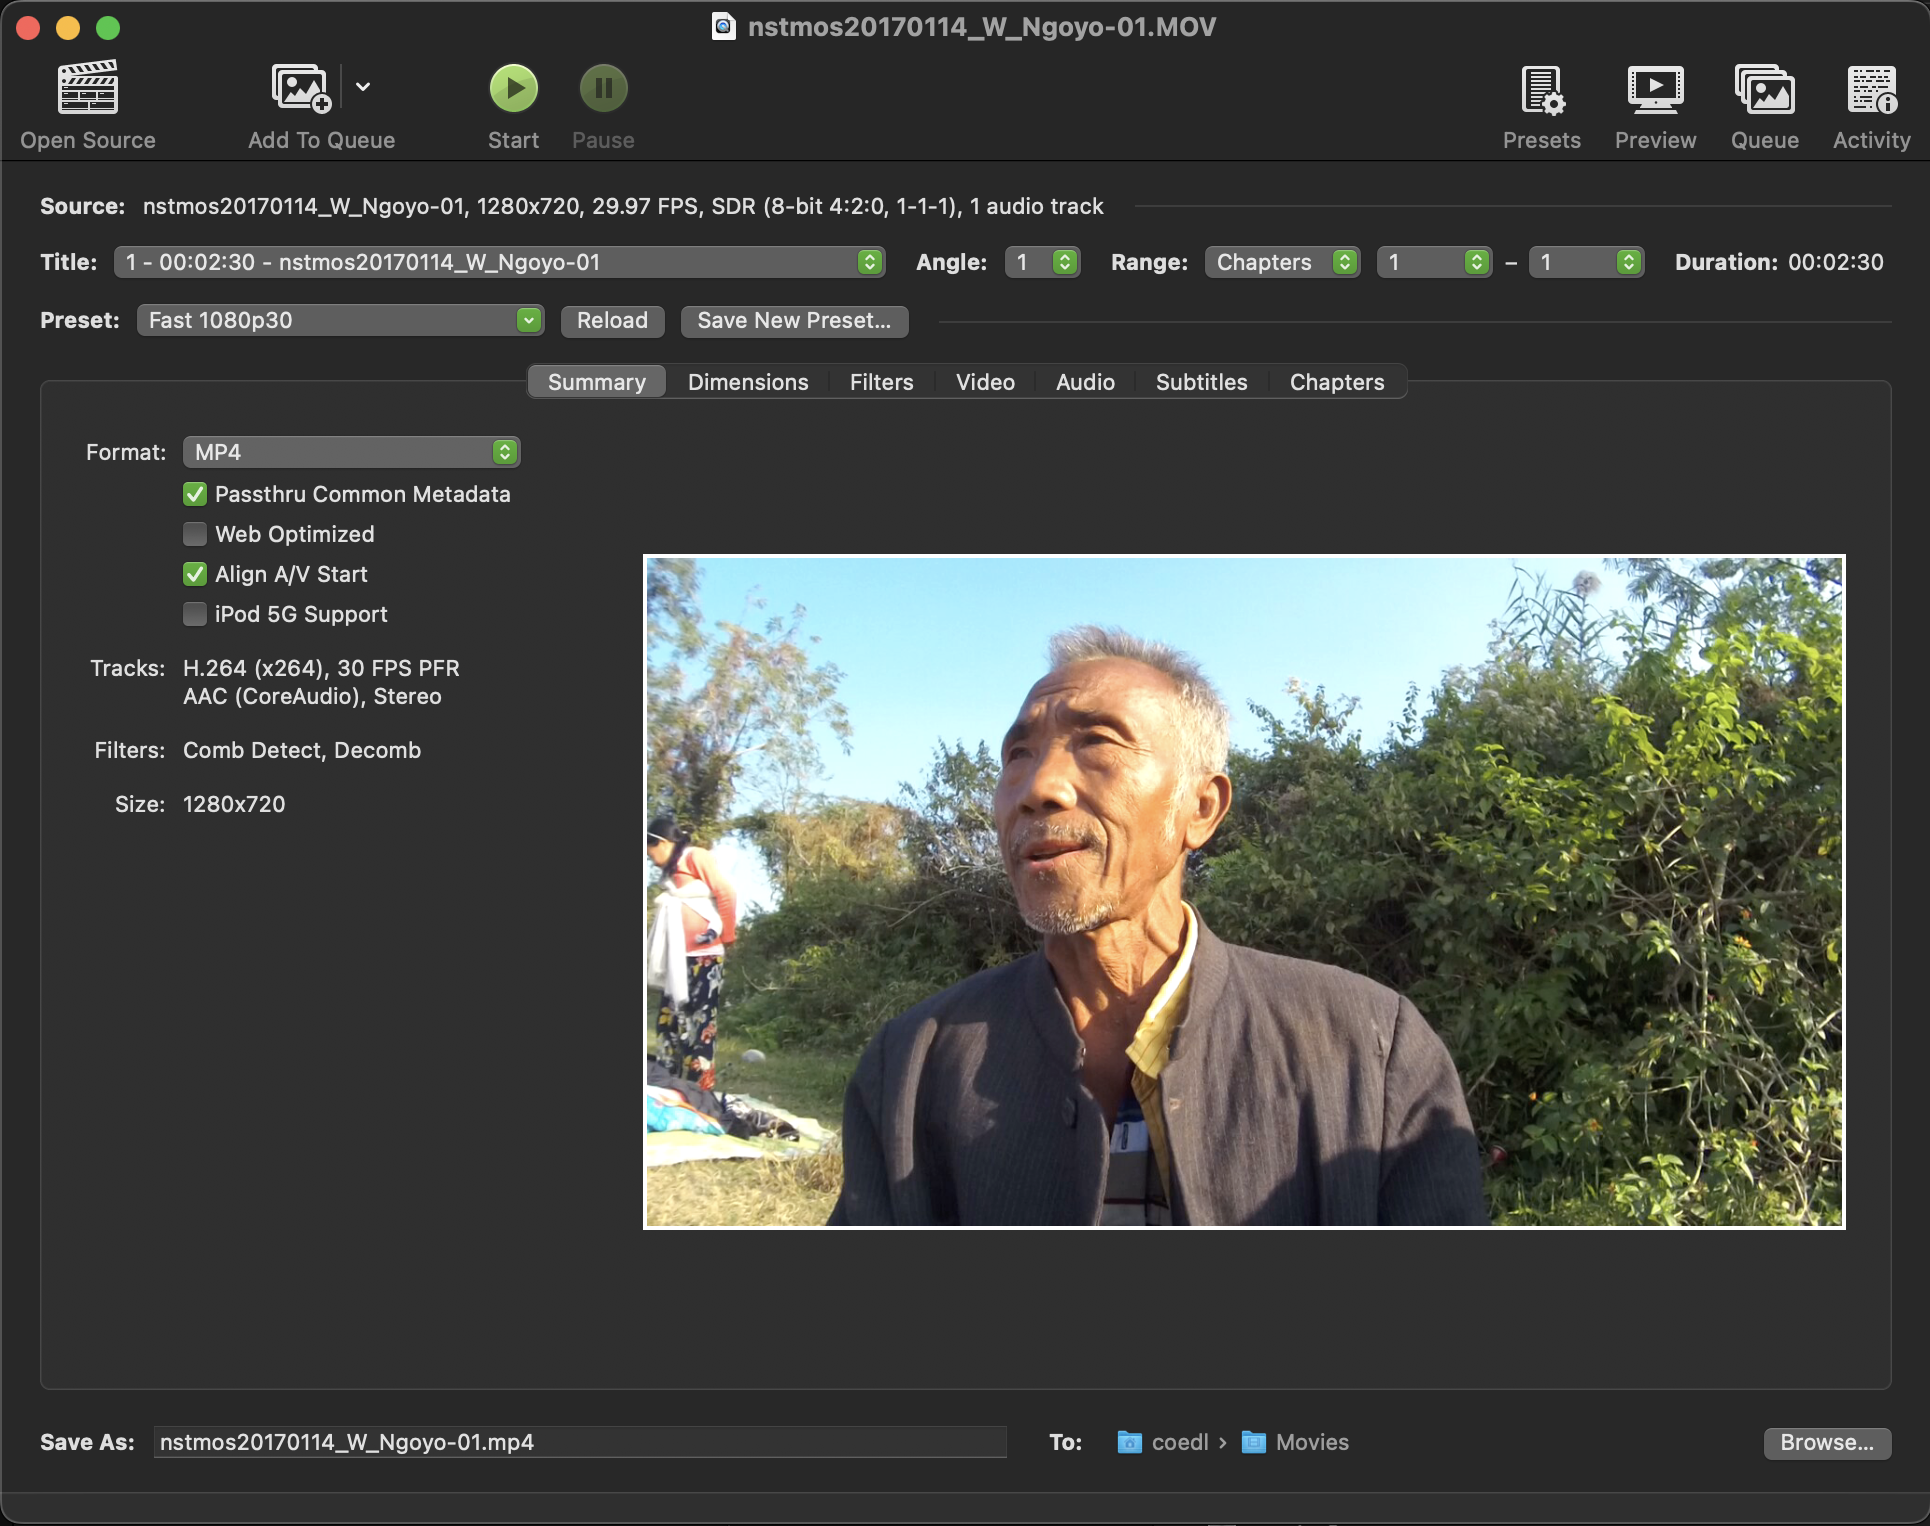 nstmos20170114_W_Ngoyo-01.MOV
Open Source
Add To Queue
Start
Pause
Presets
Preview
Queue
Activity
Source: nstmos20170114_W_Ngoyo-01, 1280x720, 29.97 FPS, SDR (8-bit 4:2:0, 1-1-1), 1 audio track
Title: 1 - 00:02:30 - nstmos20170114_W_Ngoyo-01 Angle: 1 Range: Chapters 1 – 1 Duration: 00:02:30
Preset: Fast 1080p30 Reload Save New Preset...
Summary Dimensions Filters Video Audio Subtitles Chapters
Format: MP4
Passthru Common Metadata
Web Optimized
Align A/V Start
iPod 5G Support
Tracks: H.264 (x264), 30 FPS PFR
AAC (CoreAudio), Stereo
Filters: Comb Detect, Decomb
Size: 1280x720
Save As: nstmos20170114_W_Ngoyo-01.mp4 To: coedl › Movies Browse...